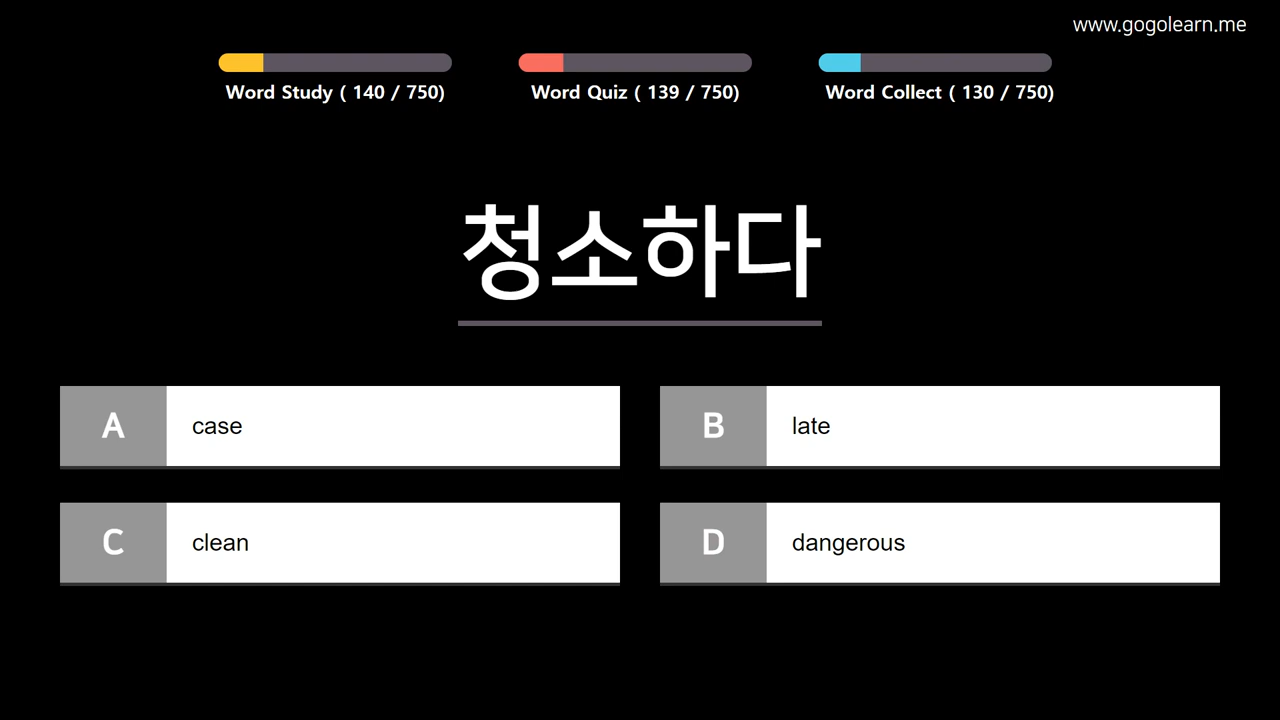 www.gogolearn.me
Word Study ( 140 / 750)
Word Quiz ( 139 / 750)
Word Collect ( 130 / 750)
청소하다
A case
B late
C clean
D dangerous